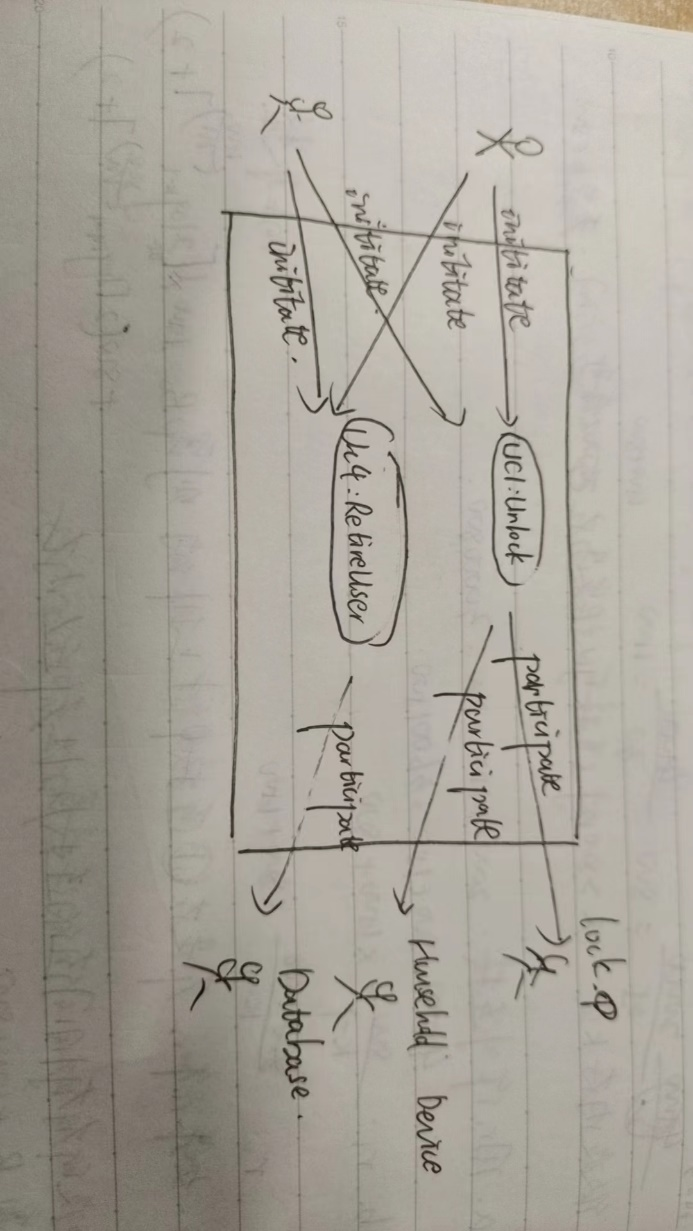 lock.φ
initiate
UC1:Unlock
participate
initiate
participate
initiate.
Household Device
UC4:RetireUser
participate
initiate.
Database.